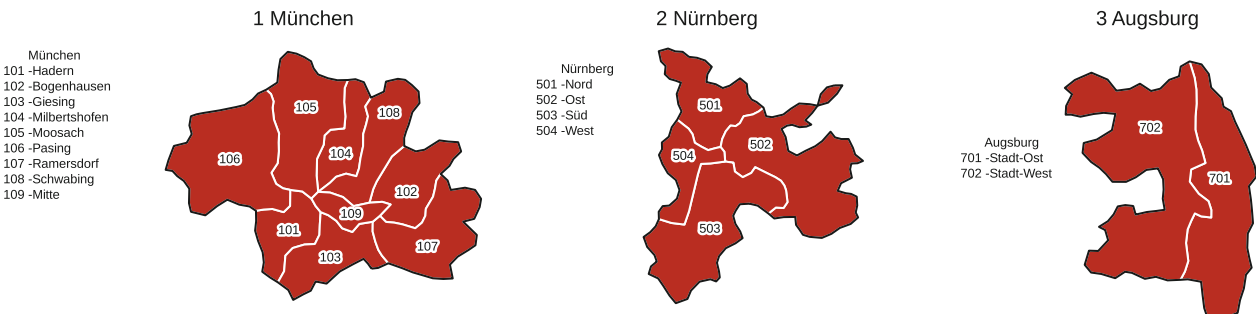 1 München
München
101 -Hadern
102 -Bogenhausen
103 -Giesing
104 -Milbertshofen
105 -Moosach
106 -Pasing
107 -Ramersdorf
108 -Schwabing
109 -Mitte
105
108
104
106
102
109
101
107
103
2 Nürnberg
Nürnberg
501 -Nord
502 -Ost
503 -Süd
504 -West
501
502
504
503
3 Augsburg
Augsburg
701 -Stadt-Ost
702 -Stadt-West
702
701